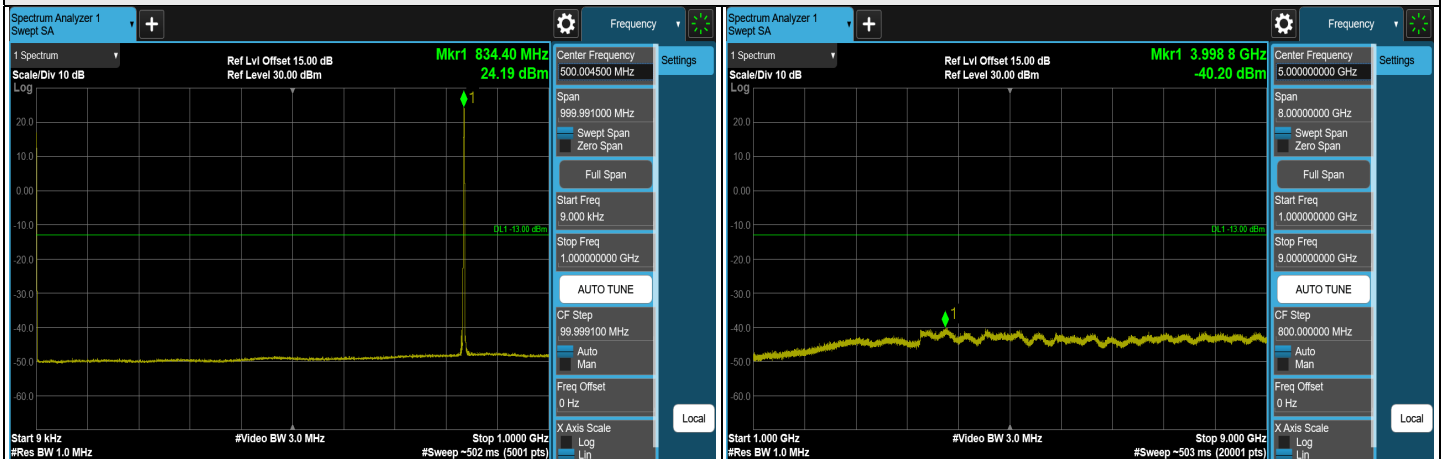 Spectrum Analyzer 1
Swept SA
+
Frequency
1 Spectrum
Scale/Div 10 dB
Log
Ref Lvl Offset 15.00 dB
Ref Level 30.00 dBm
Mkr1 834.40 MHz
24.19 dBm
1
20.0
10.0
0.00
-10.0
-20.0
-30.0
-40.0
-50.0
-60.0
DL1 -13.00 dBm
Start 9 kHz
#Res BW 1.0 MHz
#Video BW 3.0 MHz
Stop 1.0000 GHz
#Sweep ~502 ms (5001 pts)
Center Frequency
500.004500 MHz
Span
999.991000 MHz
Swept Span
Zero Span
Full Span
Start Freq
9.000 kHz
Stop Freq
1.000000000 GHz
AUTO TUNE
CF Step
99.999100 MHz
Auto
Man
Freq Offset
0 Hz
X Axis Scale
Log
Lin
Settings
Local
Spectrum Analyzer 1
Swept SA
+
Frequency
1 Spectrum
Scale/Div 10 dB
Log
Ref Lvl Offset 15.00 dB
Ref Level 30.00 dBm
Mkr1 3.998 8 GHz
-40.20 dBm
1
20.0
10.0
0.00
-10.0
-20.0
-30.0
-40.0
-50.0
-60.0
DL1 -13.00 dBm
Start 1.000 GHz
#Res BW 1.0 MHz
#Video BW 3.0 MHz
Stop 9.000 GHz
#Sweep ~503 ms (20001 pts)
Center Frequency
5.000000000 GHz
Span
8.00000000 GHz
Swept Span
Zero Span
Full Span
Start Freq
1.000000000 GHz
Stop Freq
9.000000000 GHz
AUTO TUNE
CF Step
800.000000 MHz
Auto
Man
Freq Offset
0 Hz
X Axis Scale
Log
Lin
Settings
Local